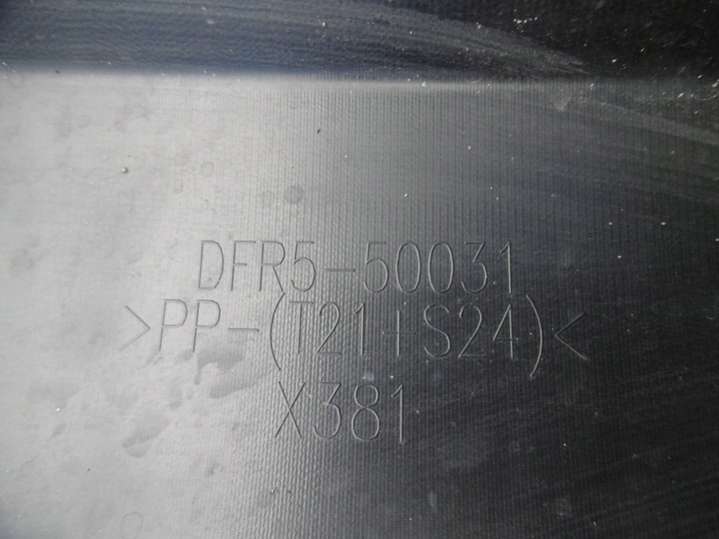 DFR5-50031
>PP-(T21+S24)<
X381